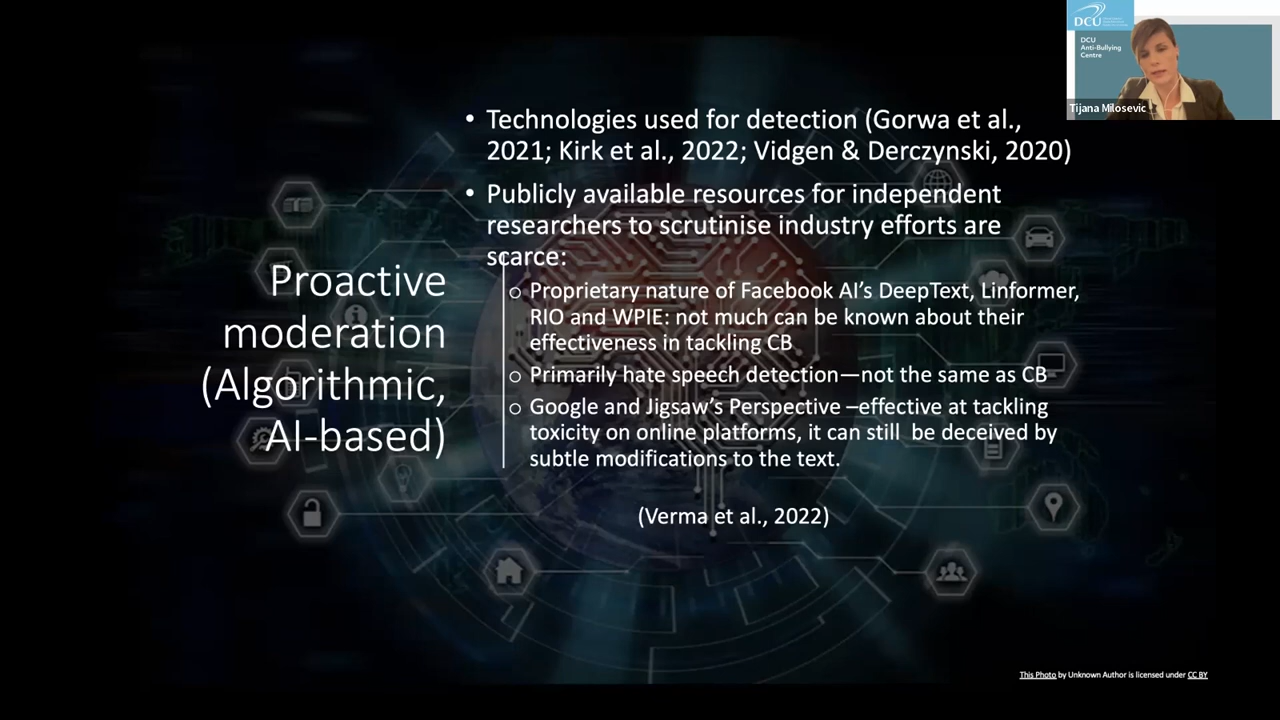 Proactive
moderation
(Algorithmic,
AI-based)
• Technologies used for detection (Gorwa et al.,
2021; Kirk et al., 2022; Vidgen & Derczynski, 2020)
• Publicly available resources for independent
researchers to scrutinise industry efforts are
scarce:
o Proprietary nature of Facebook AI’s DeepText, Linformer,
RIO and WPIE: not much can be known about their
effectiveness in tackling CB
o Primarily hate speech detection—not the same as CB
o Google and Jigsaw’s Perspective –effective at tackling
toxicity on online platforms, it can still be deceived by
subtle modifications to the text.
(Verma et al., 2022)
This Photo by Unknown Author is licensed under CC BY
DCU
DCU
Anti-Bullying
Centre
Tijana Milosevic